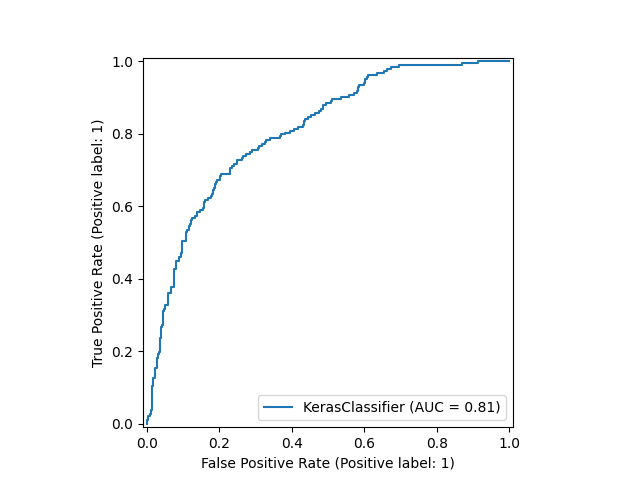 1.0
0.8
0.6
0.4
0.2
0.0
True Positive Rate (Positive label: 1)
KerasClassifier (AUC = 0.81)
0.0 0.2 0.4 0.6 0.8 1.0
False Positive Rate (Positive label: 1)